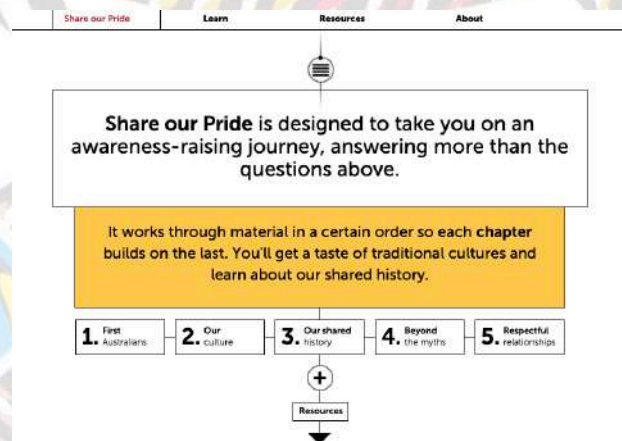 Share our Pride Learn Resources About
Share our Pride is designed to take you on an
awareness-raising journey, answering more than the
questions above.
It works through material in a certain order so each chapter
builds on the last. You'll get a taste of traditional cultures and
learn about our shared history.
1. First Australians
2. Our culture
3. Our shared history
4. Beyond the myths
5. Respectful relationships
Resources